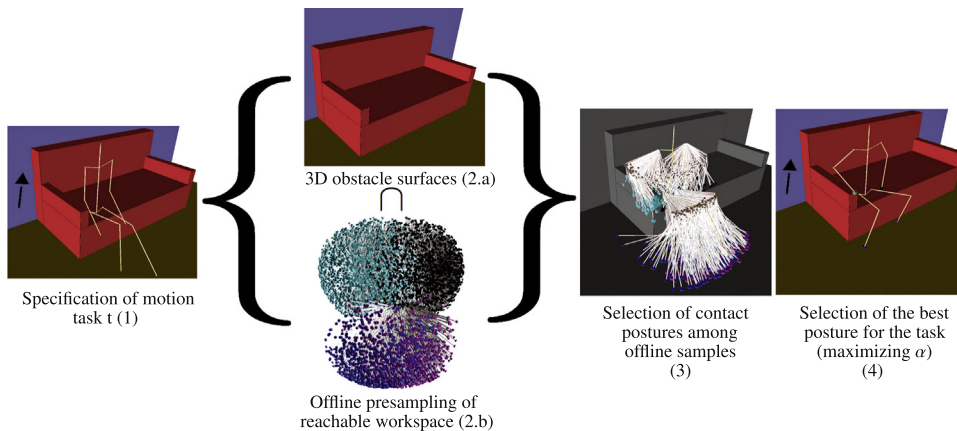 Specification of motion
task t (1)
3D obstacle surfaces (2.a)
Offline presampling of
reachable workspace (2.b)
Selection of contact
postures among
offline samples
(3)
Selection of the best
posture for the task
(maximizing α)
(4)